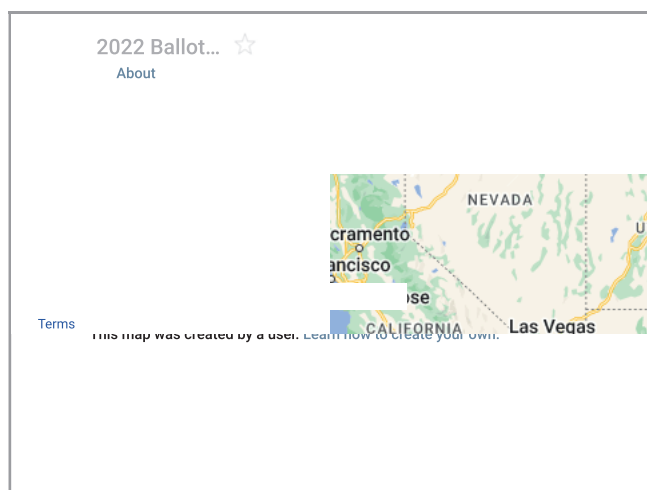 2022 Ballot...
About
NEVADA
U
cramento
ancisco
ose
CALIFORNIA
Las Vegas
Terms
This map was created by a user. Learn how to create your own.